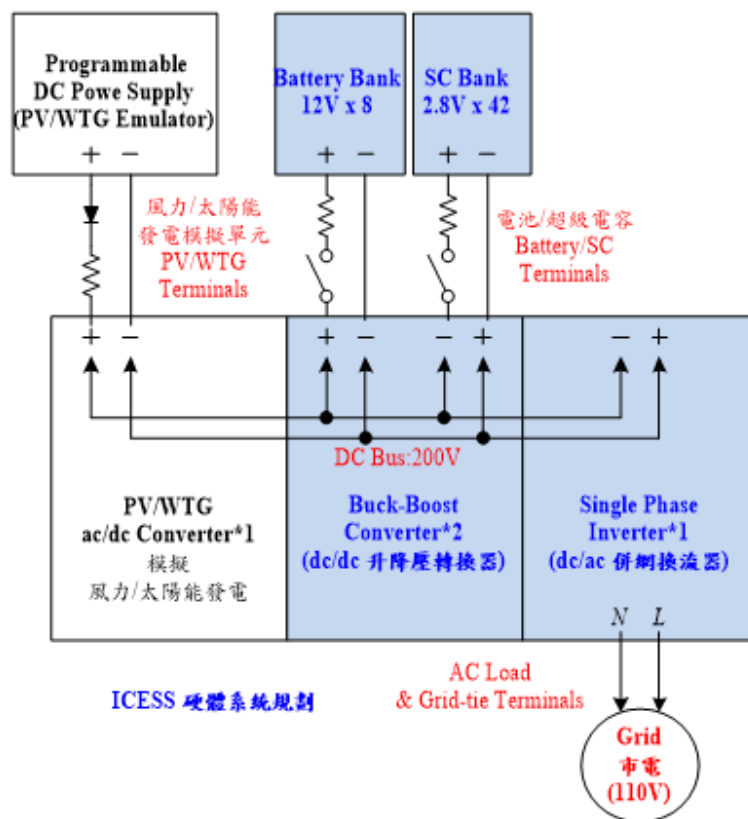 Programmable
DC Powe Supply
(PV/WTG Emulator)
+ −
Battery Bank
12V x 8
+ −
SC Bank
2.8V x 42
+ −
風力/太陽能
發電模擬單元
PV/WTG
Terminals
電池/超級電容
Battery/SC
Terminals
+ −
+ − − +
− +
DC Bus:200V
PV/WTG
ac/dc Converter*1
模擬
風力/太陽能發電
Buck-Boost
Converter*2
(dc/dc 升降壓轉換器)
Single Phase
Inverter*1
(dc/ac 併網換流器)
N L
ICESS 硬體系統規劃
AC Load
& Grid-tie Terminals
Grid
市電
(110V)